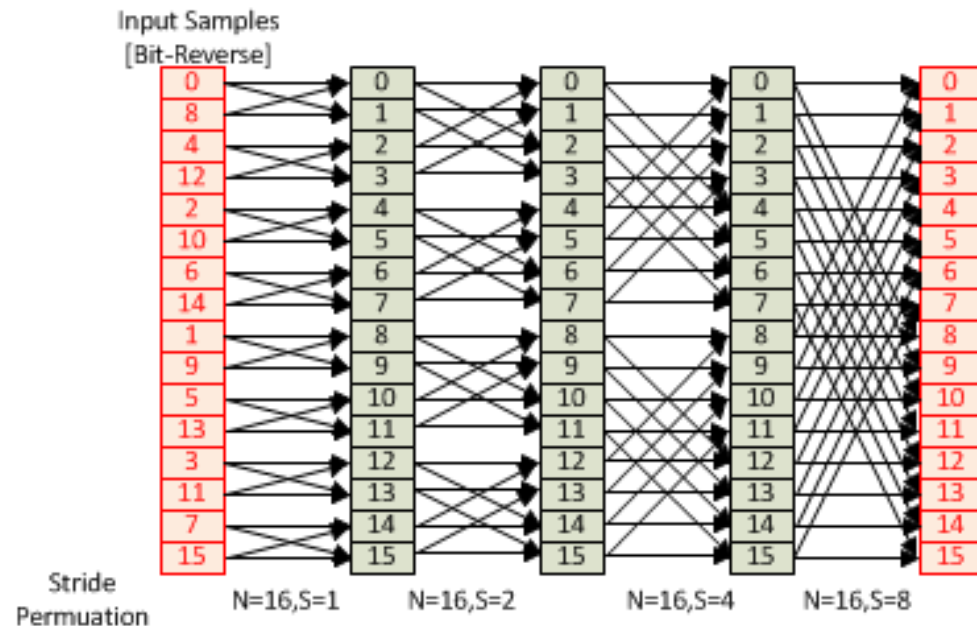 Input Samples
[Bit-Reverse]
0 0 0 0 0
8 1 1 1 1
4 2 2 2 2
12 3 3 3 3
2 4 4 4 4
10 5 5 5 5
6 6 6 6 6
14 7 7 7 7
1 8 8 8 8
9 9 9 9 9
5 10 10 10 10
13 11 11 11 11
3 12 12 12 12
11 13 13 13 13
7 14 14 14 14
15 15 15 15 15
Stride
Permuation
N=16,S=1 N=16,S=2 N=16,S=4 N=16,S=8